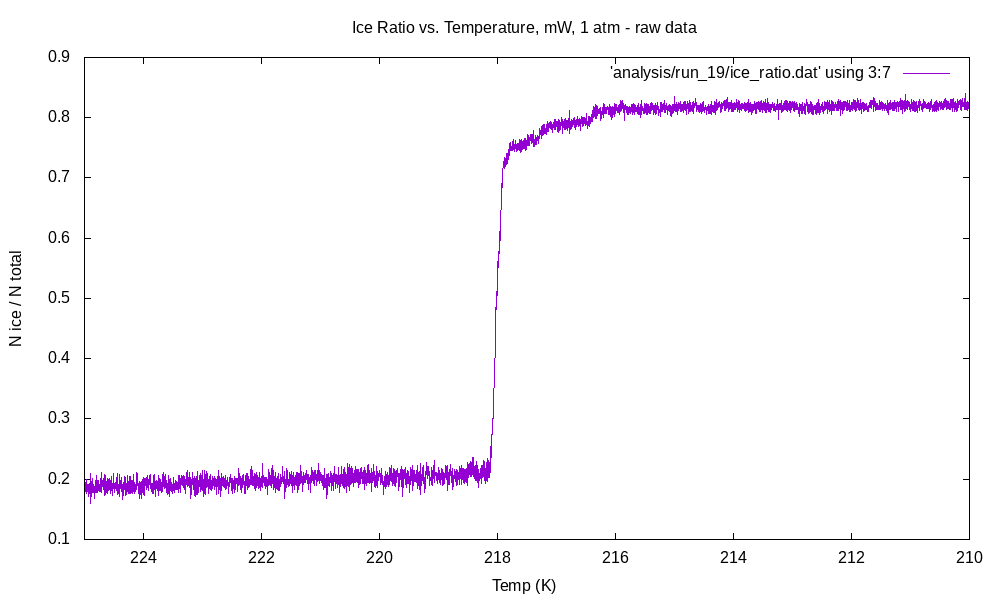 Ice Ratio vs. Temperature, mW, 1 atm - raw data
'analysis/run_19/ice_ratio.dat' using 3:7
N ice / N total
0.9
0.8
0.7
0.6
0.5
0.4
0.3
0.2
0.1
224 222 220 218 216 214 212 210
Temp (K)